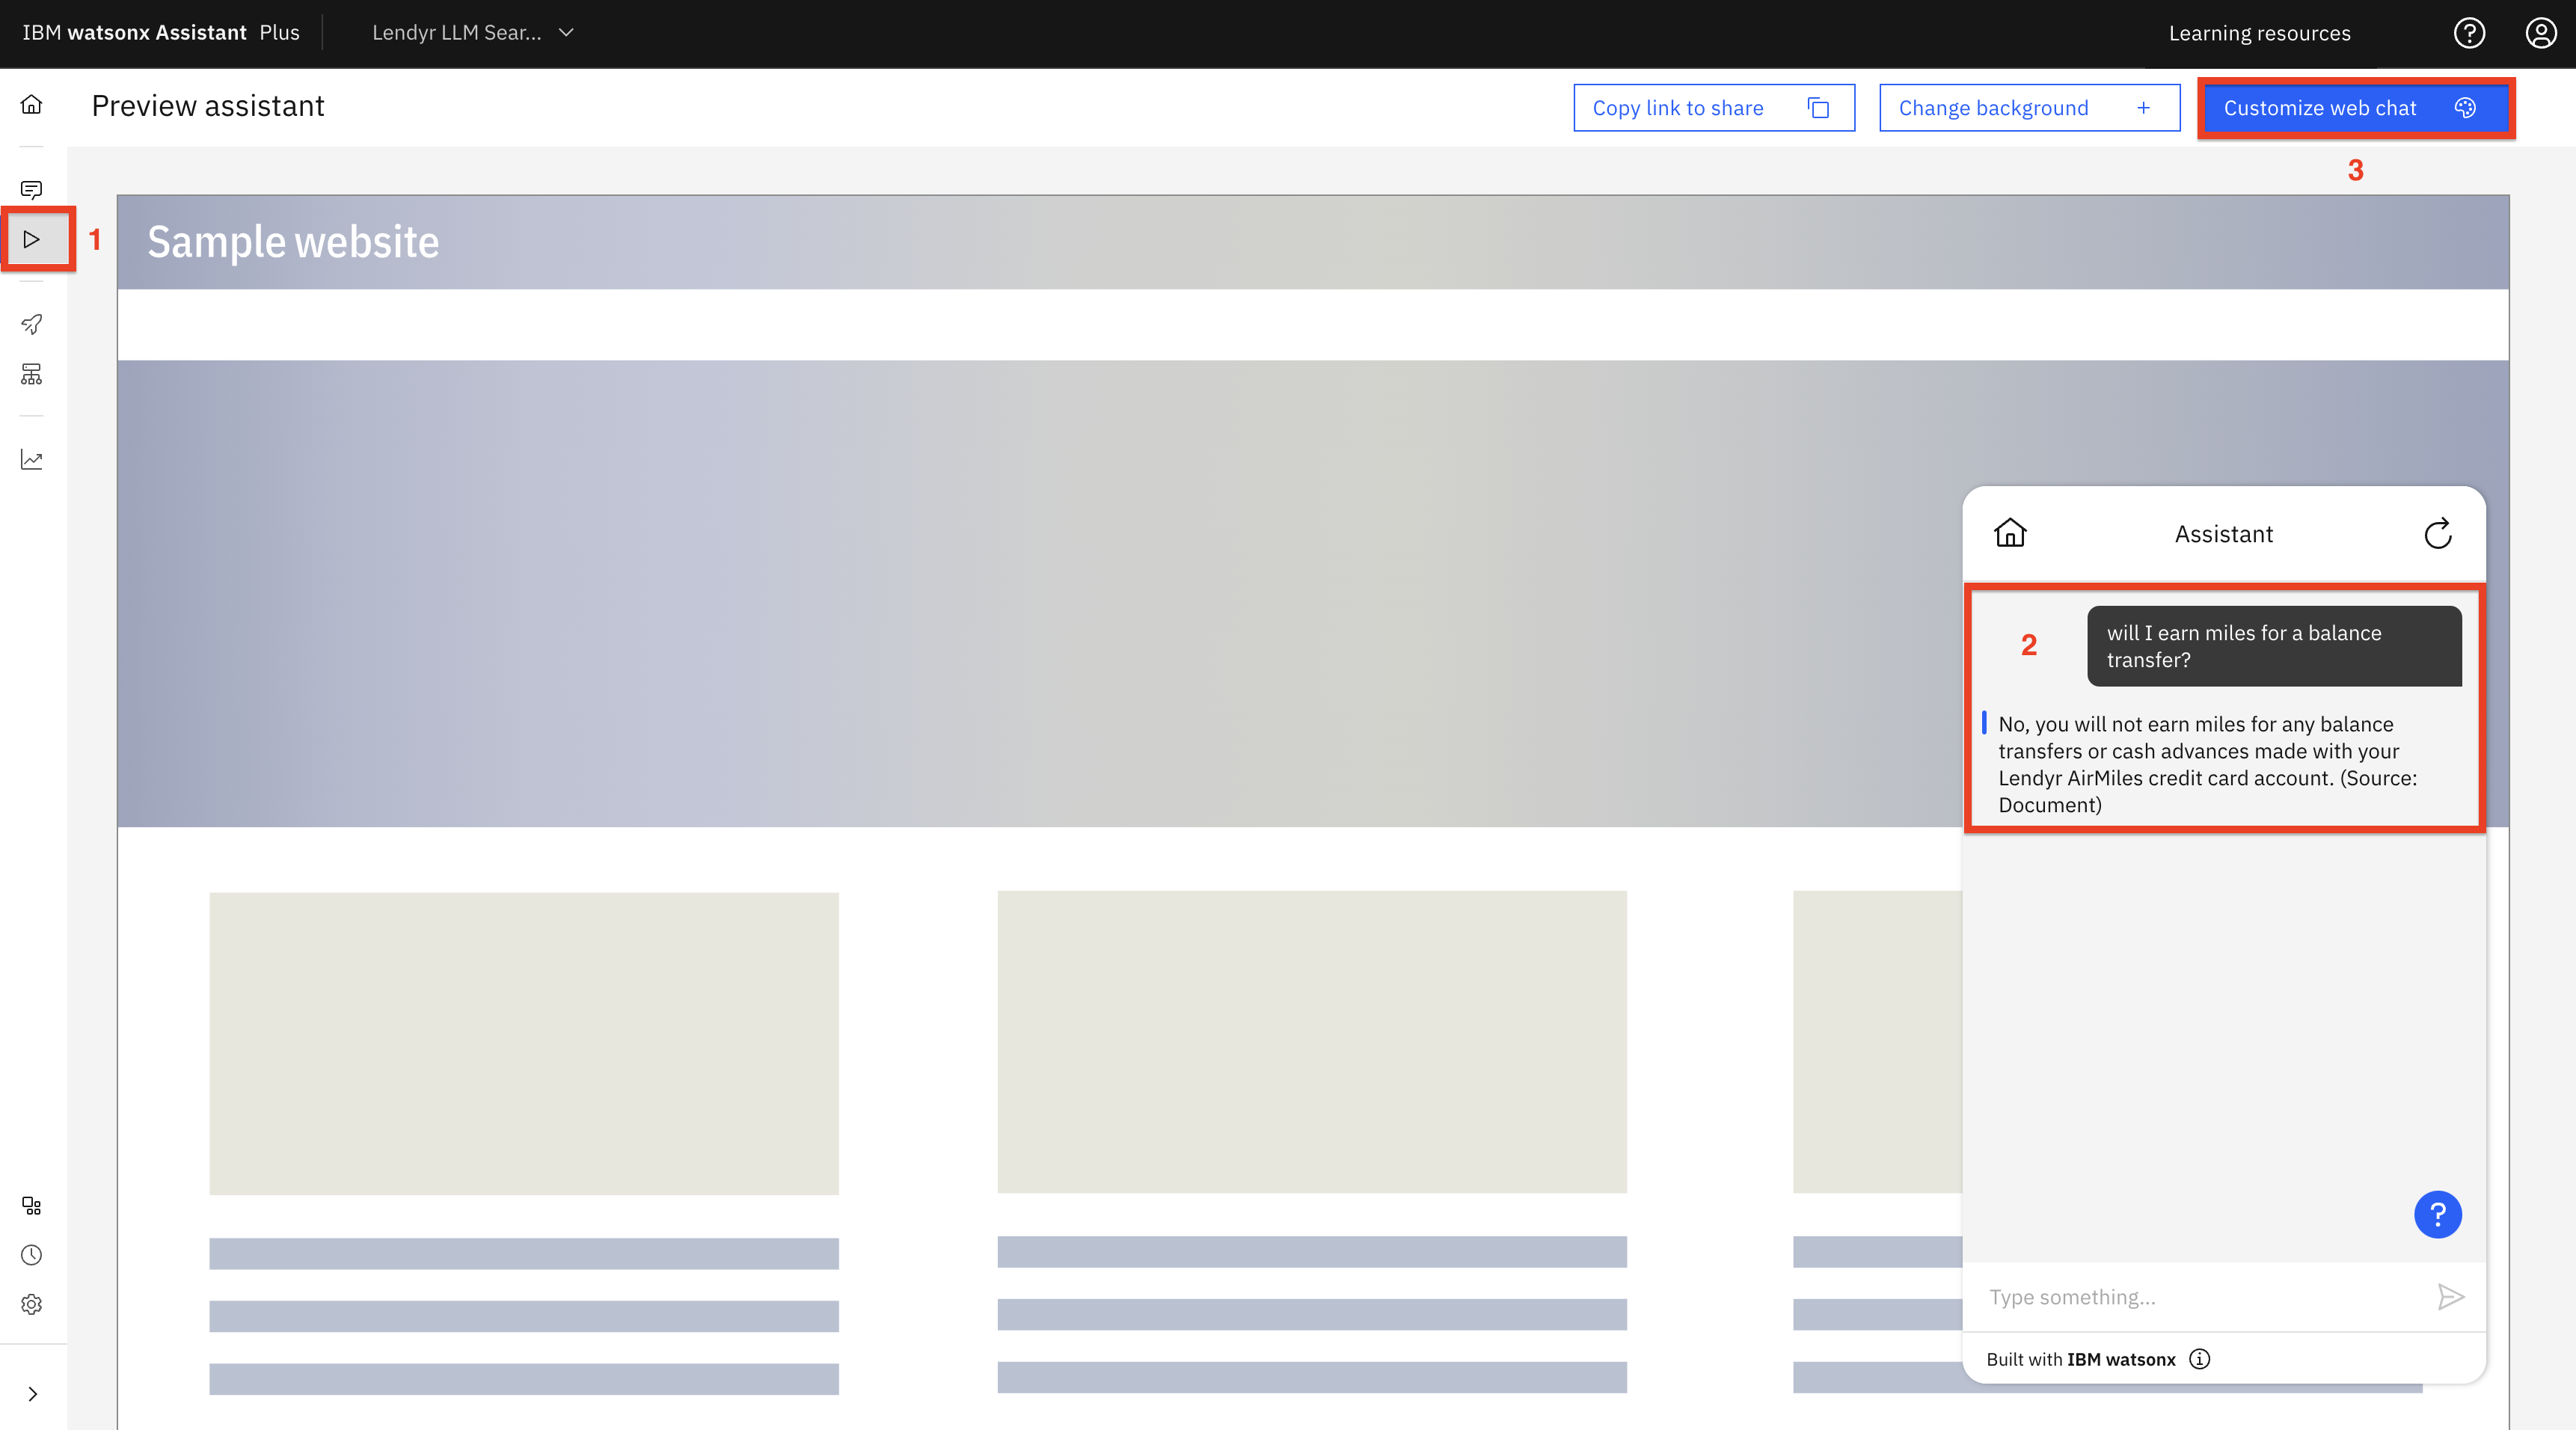 IBM watsonx Assistant Plus
Lendyr LLM Sear...
Learning resources
Preview assistant
Copy link to share
Change background
Customize web chat
3
1
Sample website
Assistant
2
will I earn miles for a balance
transfer?
No, you will not earn miles for any balance
transfers or cash advances made with your
Lendyr AirMiles credit card account. (Source:
Document)
Type something...
Built with IBM watsonx